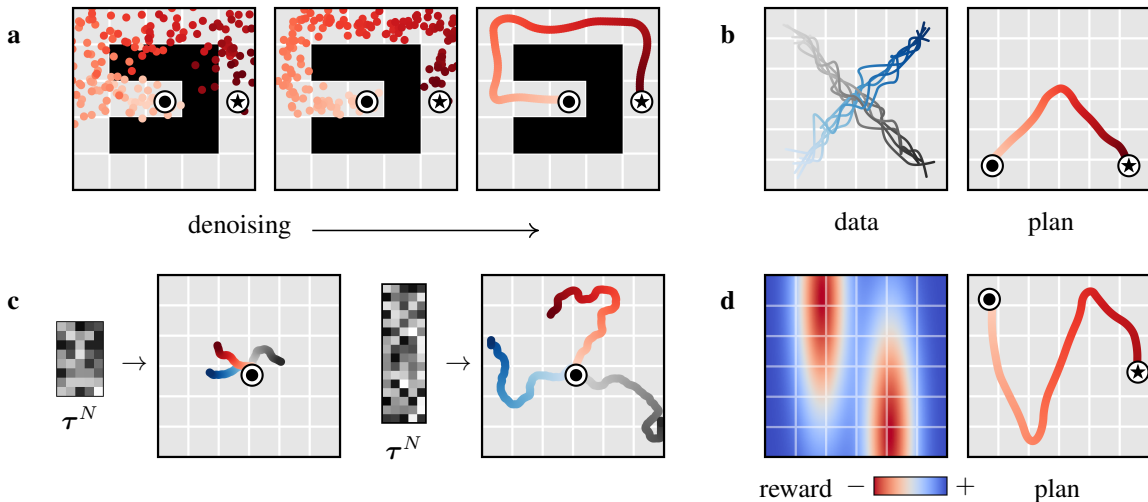 a
b
denoising
data
plan
c
d
τ^N
τ^N
reward − +
plan